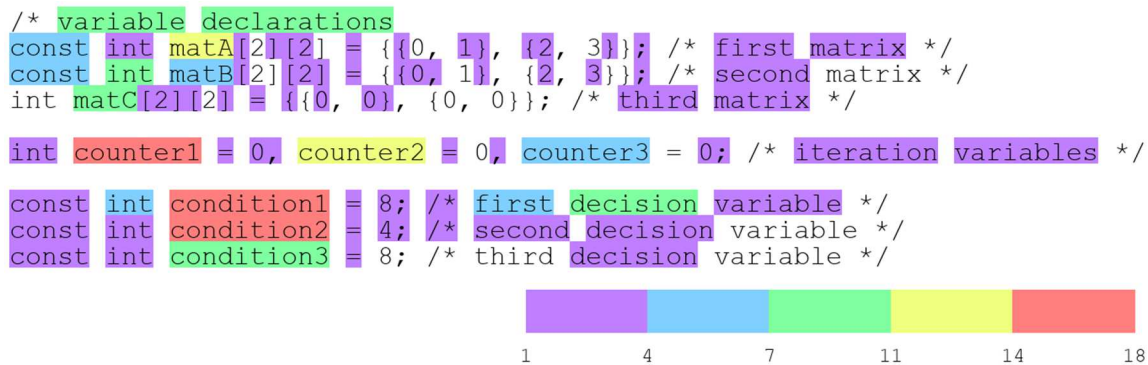 /* variable declarations
const int matA[2][2] = {{0, 1}, {2, 3}}; /* first matrix */
const int matB[2][2] = {{0, 1}, {2, 3}}; /* second matrix */
int matC[2][2] = {{0, 0}, {0, 0}}; /* third matrix */
int counter1 = 0, counter2 = 0, counter3 = 0; /* iteration variables */
const int condition1 = 8; /* first decision variable */
const int condition2 = 4; /* second decision variable */
const int condition3 = 8; /* third decision variable */
1 4 7 11 14 18